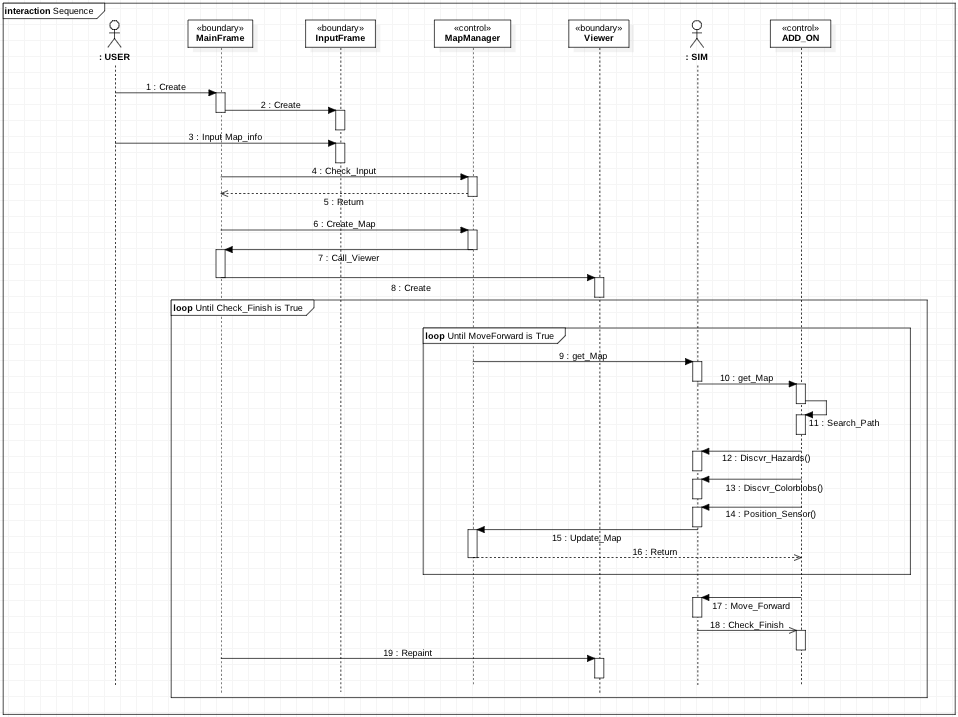 interaction Sequence
: USER
«boundary»
MainFrame
«boundary»
InputFrame
«control»
MapManager
«boundary»
Viewer
: SIM
«control»
ADD_ON
1 : Create
2 : Create
3 : Input Map_info
4 : Check_Input
5 : Return
6 : Create_Map
7 : Call_Viewer
8 : Create
loop Until Check_Finish is True
loop Until MoveForward is True
9 : get_Map
10 : get_Map
11 : Search_Path
12 : Discvr_Hazards()
13 : Discvr_Colorblobs()
14 : Position_Sensor()
15 : Update_Map
16 : Return
17 : Move_Forward
18 : Check_Finish
19 : Repaint